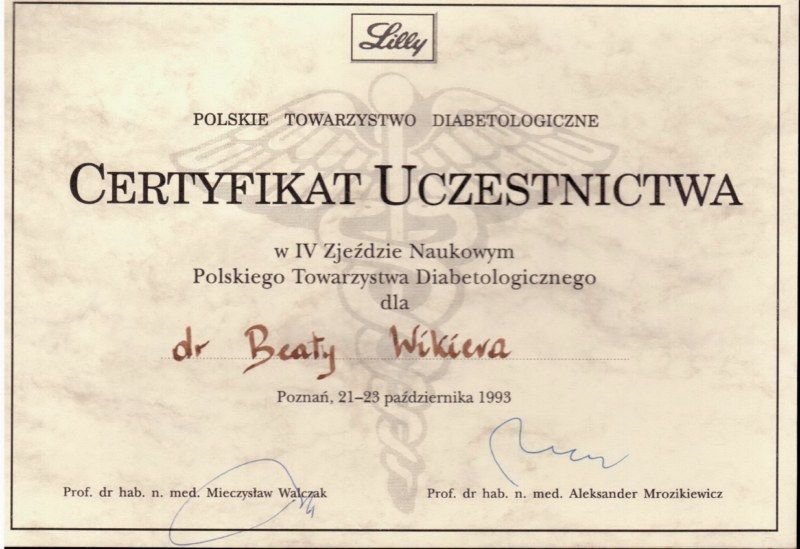 Lilly
POLSKIE TOWARZYSTWO DIABETOLOGICZNE
CERTYFIKAT UCZESTNICTWA
w IV Zjeździe Naukowym
Polskiego Towarzystwa Diabetologicznego
dla
dr Beaty Wikiera
Poznań, 21–23 października 1993
Prof. dr hab. n. med. Mieczysław Walczak
Prof. dr hab. n. med. Aleksander Mrozikiewicz